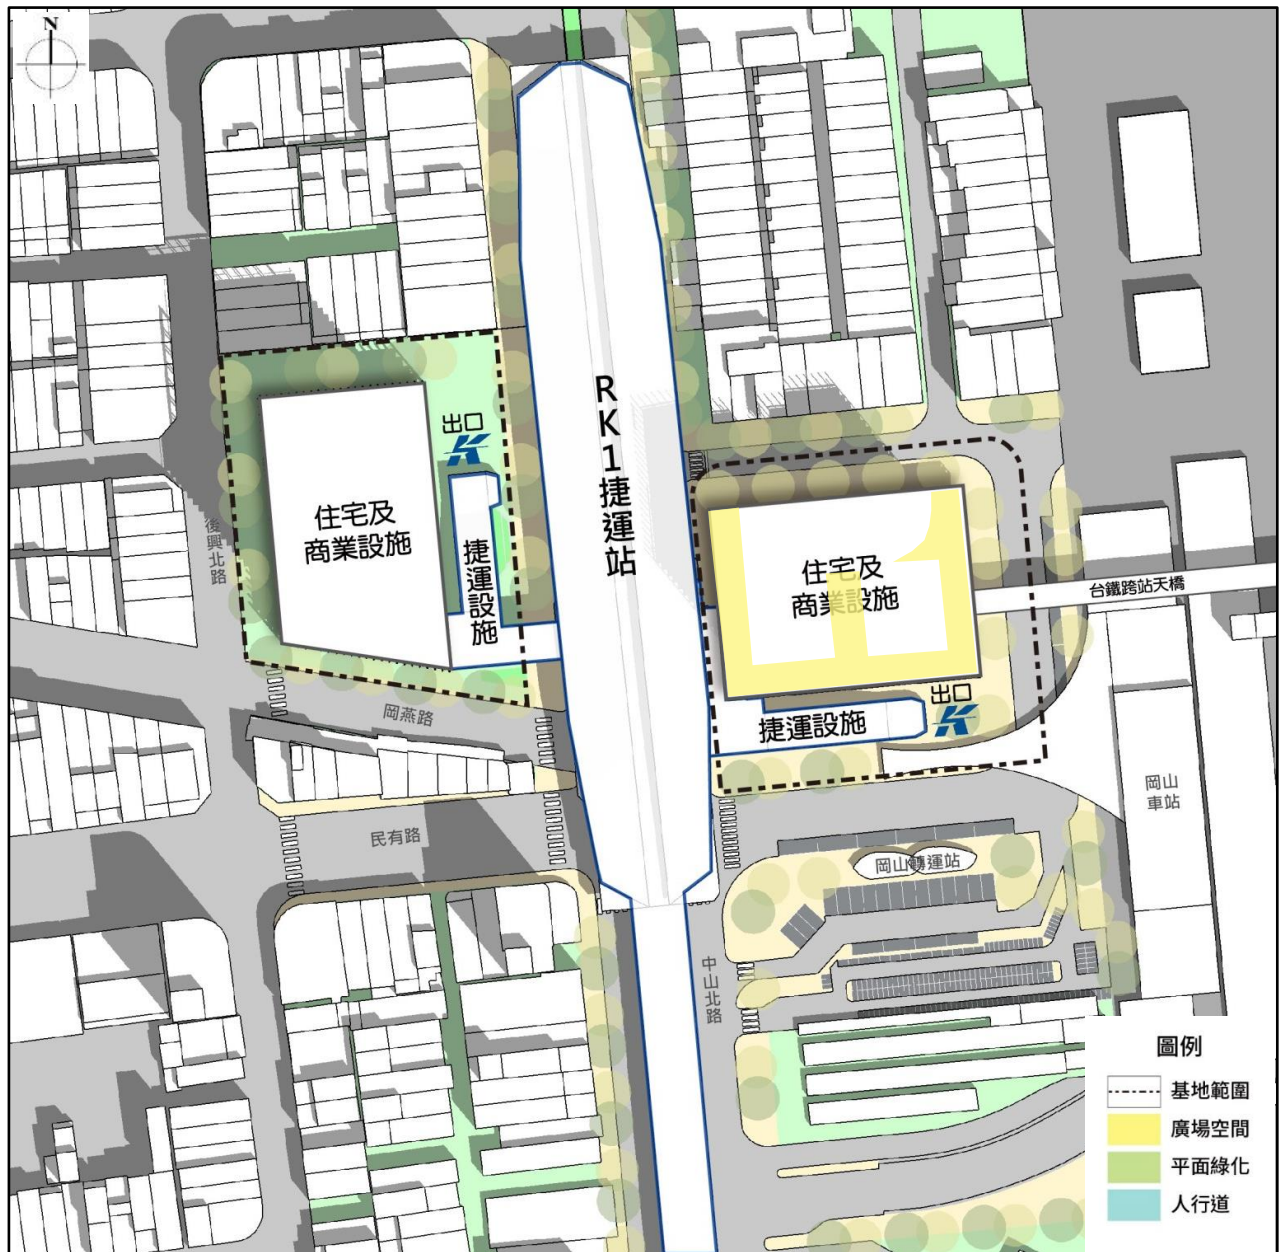 N
RK1捷運站
出口
住宅及
商業設施
捷運設施
後興北路
岡燕路
民有路
住宅及
商業設施
台鐵跨站天橋
出口
捷運設施
岡山
車站
岡山轉運站
中山北路
圖例
基地範圍
廣場空間
平面綠化
人行道